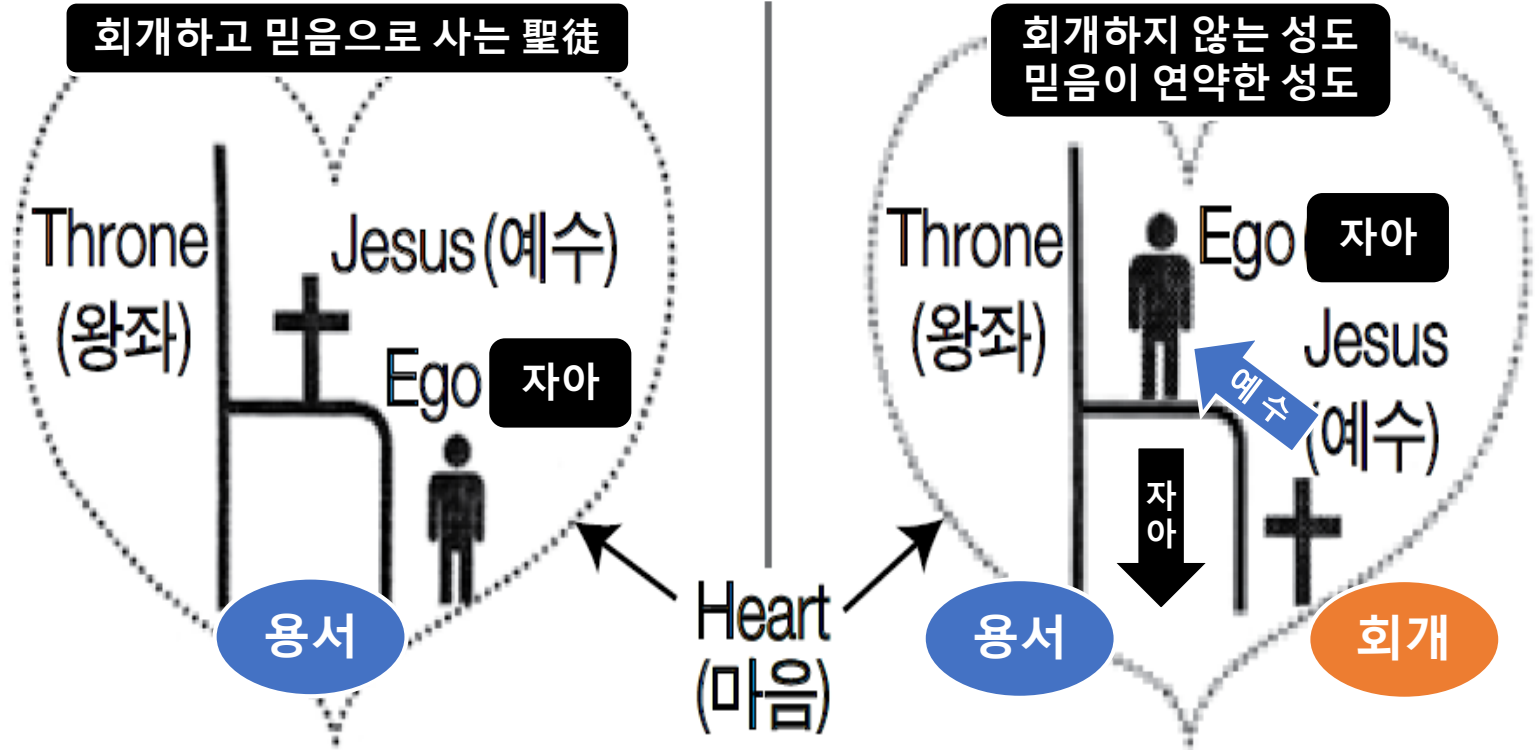 회개하고 믿음으로 사는 聖徒
Throne
(왕좌)
Jesus (예수)
Ego 자아
용서
Heart
(마음)
회개하지 않는 성도
믿음이 연약한 성도
Throne
(왕좌)
Ego ( 자아
Jesus
(예수)
예수
자아
용서
회개